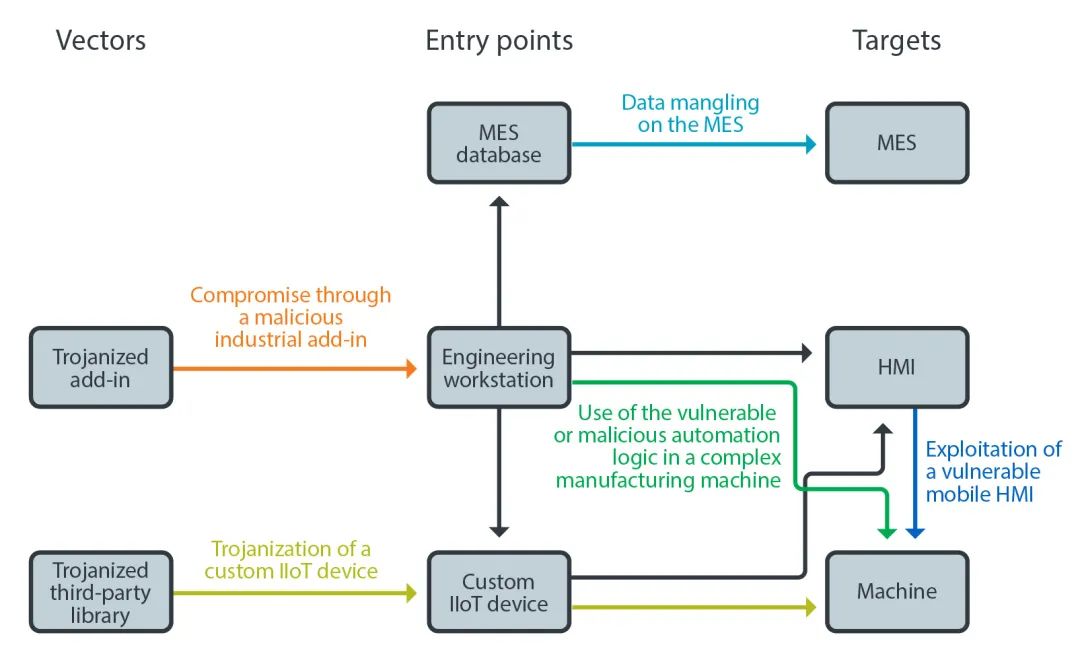 Vectors
Entry points
Targets
MES
database
Data mangling
on the MES
MES
Compromise through
a malicious
industrial add-in
Trojanized
add-in
Engineering
workstation
HMI
Use of the vulnerable
or malicious automation
logic in a complex
manufacturing machine
Exploitation of
a vulnerable
mobile HMI
Trojanization of a
custom IIoT device
Trojanized
third-party
library
Custom
IIoT device
Machine